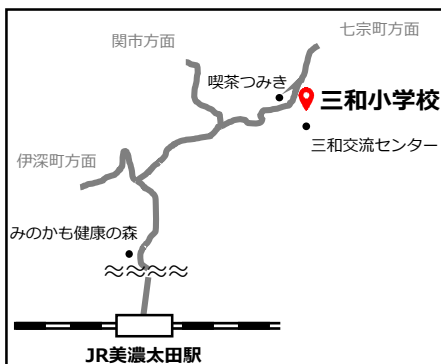 七宗町方面
関市方面
喫茶つみき
三和小学校
三和交流センター
伊深町方面
みのかも健康の森
JR美濃太田駅